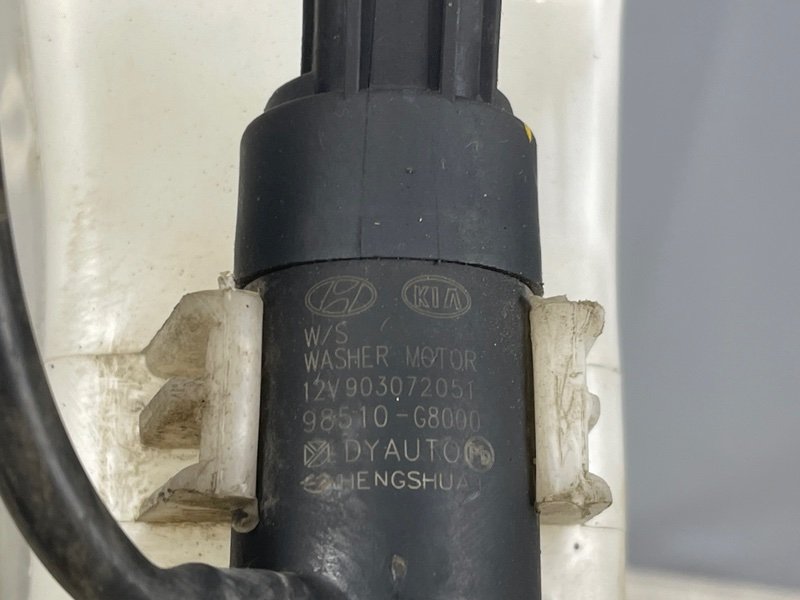 KIA
W/S
WASHER MOTOR
12V 903072051
98510-G8000
DYAUTO
HENGSHUAI